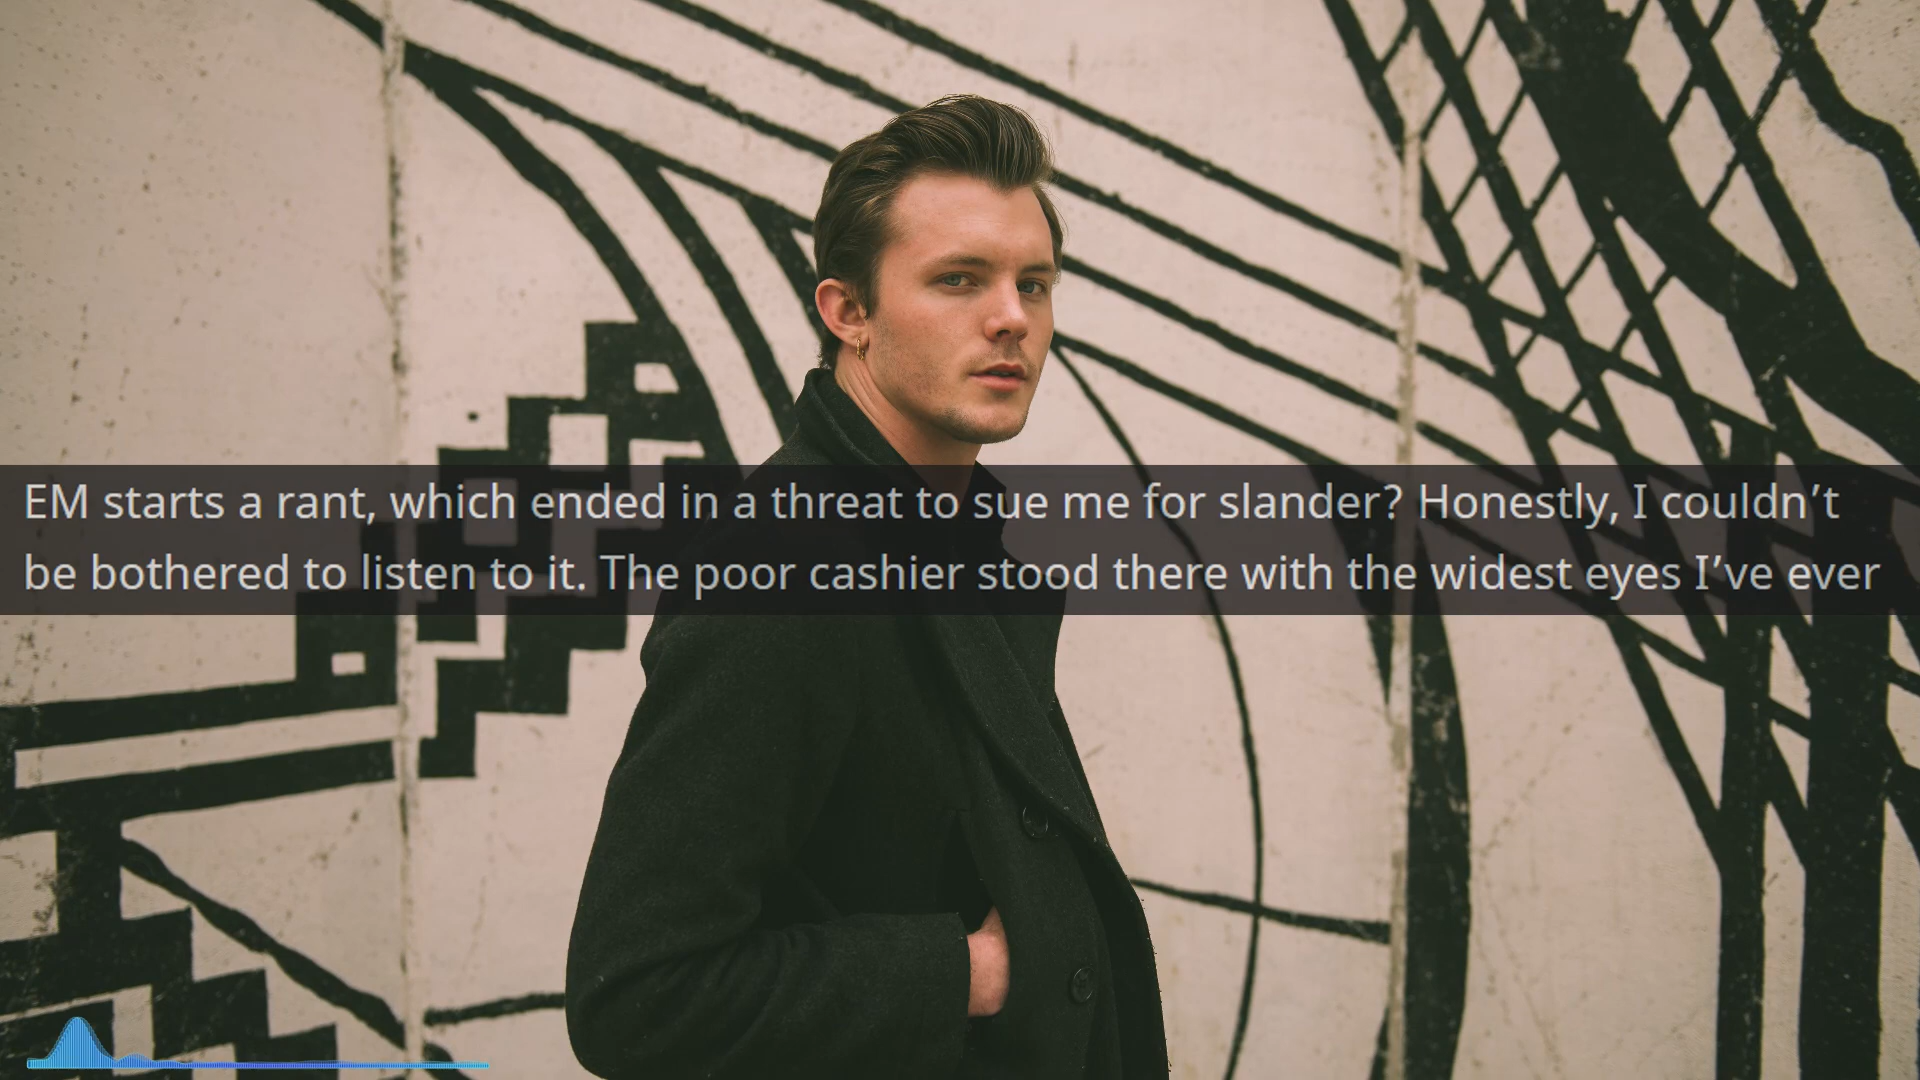 EM starts a rant, which ended in a threat to sue me for slander? Honestly, I couldn’t
be bothered to listen to it. The poor cashier stood there with the widest eyes I’ve ever